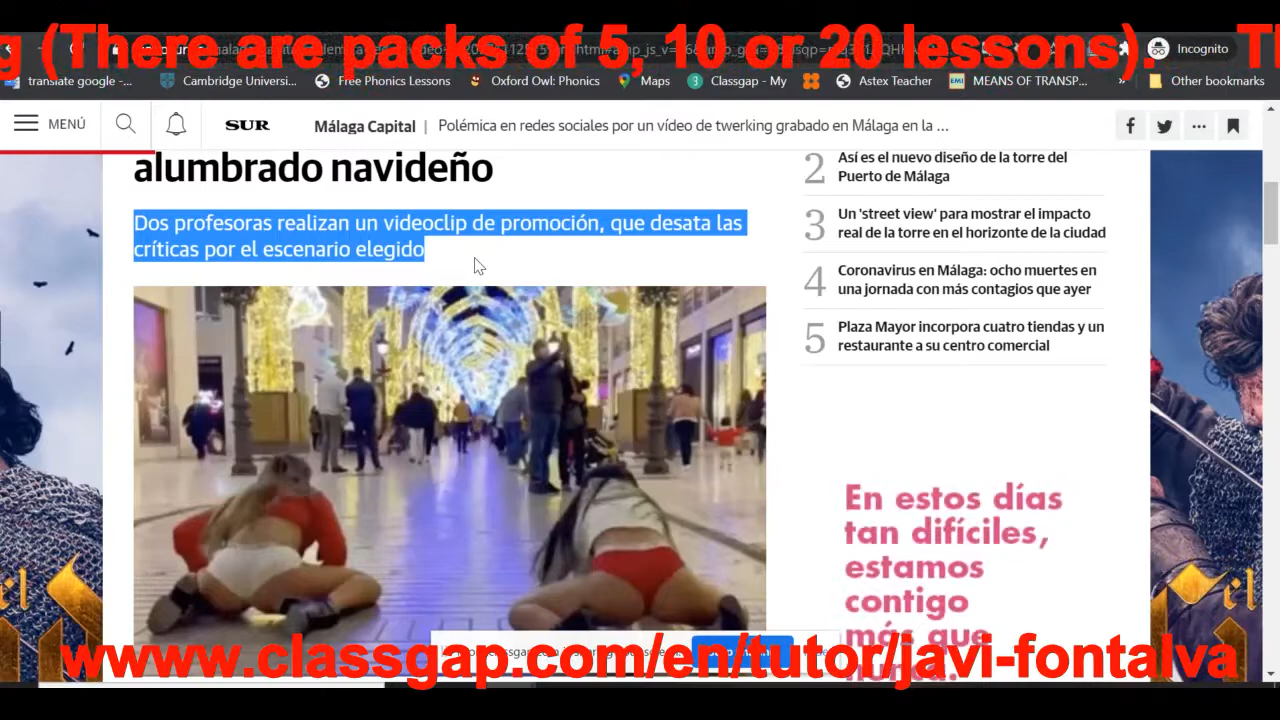 g (There are packs of 5, 10 or 20 lessons). T
Incognito
translate google -
Cambridge Universi...
Free Phonics Lessons
Oxford Owl: Phonics
Maps
Classgap - My
Astex Teacher
MEANS OF TRANSP...
Other bookmarks
MENÚ
SUR
Málaga Capital | Polémica en redes sociales por un vídeo de twerking grabado en Málaga en la ...
alumbrado navideño
Dos profesoras realizan un videoclip de promoción, que desata las
críticas por el escenario elegido
2 Así es el nuevo diseño de la torre del
Puerto de Málaga
3 Un 'street view' para mostrar el impacto
real de la torre en el horizonte de la ciudad
4 Coronavirus en Málaga: ocho muertes en
una jornada con más contagios que ayer
5 Plaza Mayor incorpora cuatro tiendas y un
restaurante a su centro comercial
En estos días
tan difíciles,
estamos
contigo
más que
nunca.
www.classgap.com/en/tutor/javi-fontalva